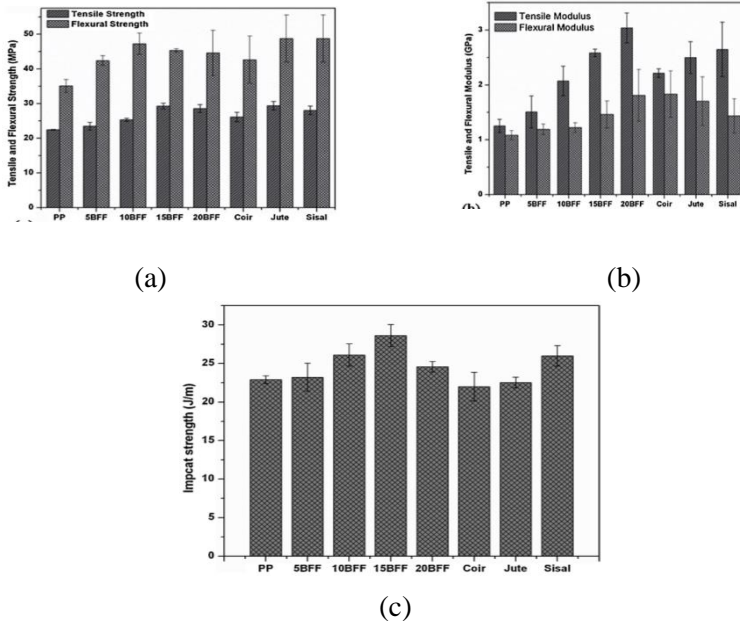 Tensile and Flexural Strength (MPa)
50
40
30
20
10
0
Tensile Strength
Flexural Strength
PP 5BFF 10BFF 15BFF 20BFF Coir Jute Sisal
(a)
Tensile and Flexural Modulus (GPa)
3
2
1
0
Tensile Modulus
Flexural Modulus
PP 5BFF 10BFF 15BFF 20BFF Coir Jute Sisal
(b)
(b)
Impcat strength (J/m)
30
25
20
15
10
5
0
PP 5BFF 10BFF 15BFF 20BFF Coir Jute Sisal
(c)